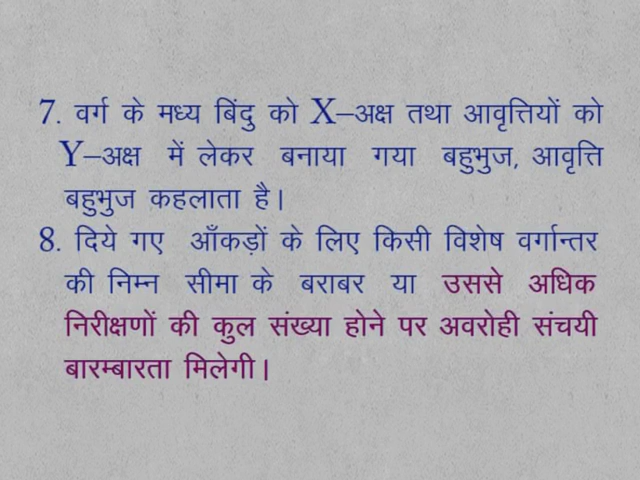 7. वर्ग के मध्य बिंदु को X–अक्ष तथा आवृत्तियों को
Y–अक्ष में लेकर बनाया गया बहुभुज, आवृत्ति
बहुभुज कहलाता है।
8. दिये गए आँकड़ों के लिए किसी विशेष वर्गान्तर
की निम्न सीमा के बराबर या उससे अधिक
निरीक्षणों की कुल संख्या होने पर अवरोही संचयी
बारम्बारता मिलेगी।